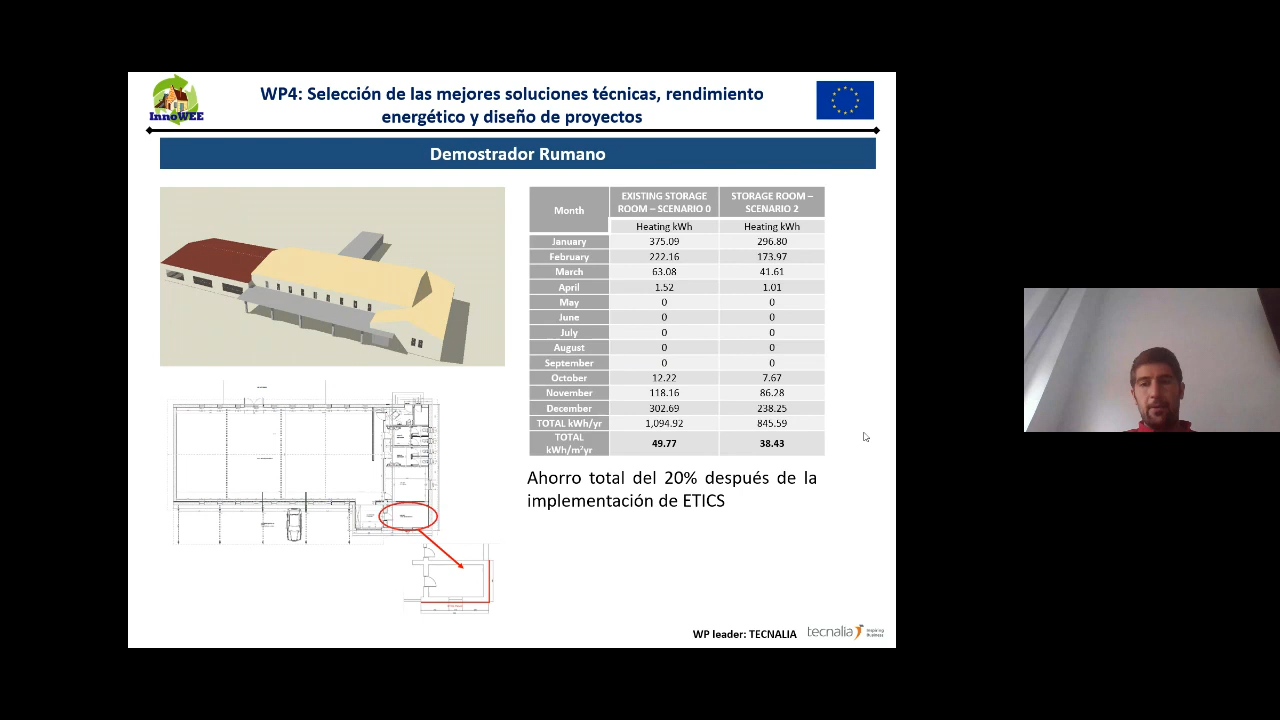 InnoWEE
WP4: Selección de las mejores soluciones técnicas, rendimiento
energético y diseño de proyectos
Demostrador Rumano
Month
EXISTING STORAGE
ROOM – SCENARIO 0
STORAGE ROOM –
SCENARIO 2
Heating kWh Heating kWh
January 375.09 296.80
February 222.16 173.97
March 63.08 41.61
April 1.52 1.01
May 0 0
June 0 0
July 0 0
August 0 0
September 0 0
October 12.22 7.67
November 118.16 86.28
December 302.69 238.25
TOTAL kWh/yr 1,094.92 845.59
TOTAL
kWh/m²yr
49.77 38.43
Ahorro total del 20% después de la
implementación de ETICS
WP leader: TECNALIA
tecnalia
Inspiring
Business